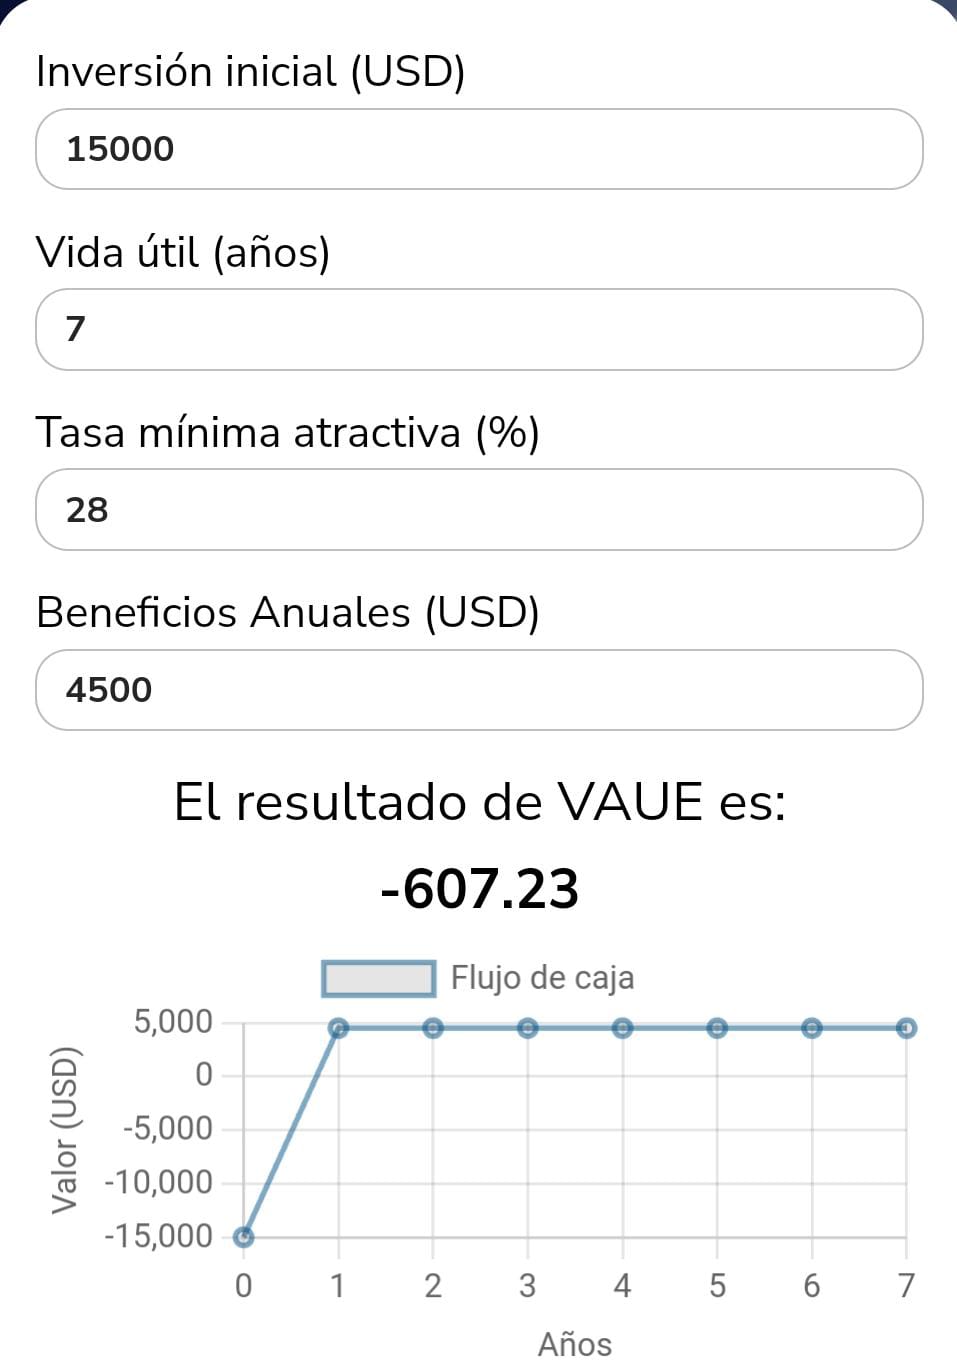 Inversión inicial (USD)
15000
Vida útil (años)
7
Tasa mínima atractiva (%)
28
Beneficios Anuales (USD)
4500
El resultado de VAUE es:
-607.23
Flujo de caja
Valor (USD)
5,000
0
-5,000
-10,000
-15,000
0 1 2 3 4 5 6 7
Años